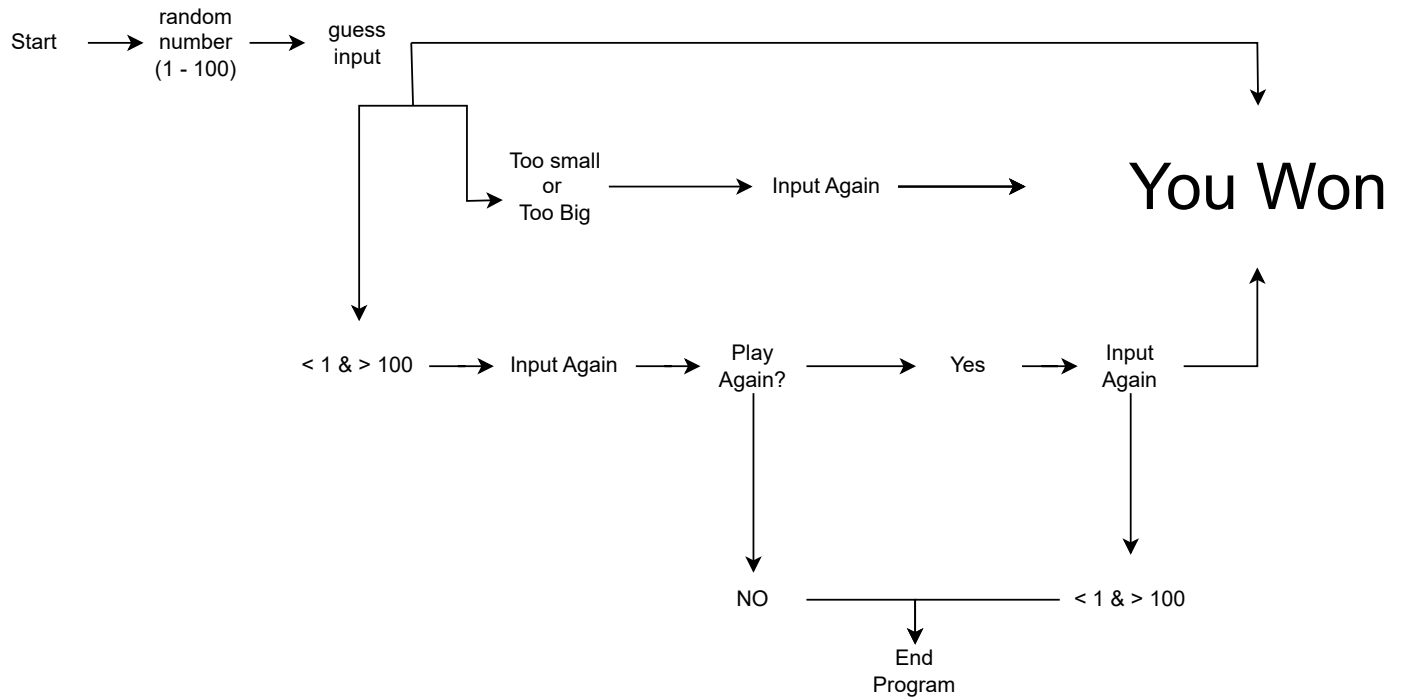 Start
random
number
(1 - 100)
guess
input
Too small
or
Too Big
Input Again
You Won
< 1 & > 100
Input Again
Play
Again?
Yes
Input
Again
NO
< 1 & > 100
End
Program